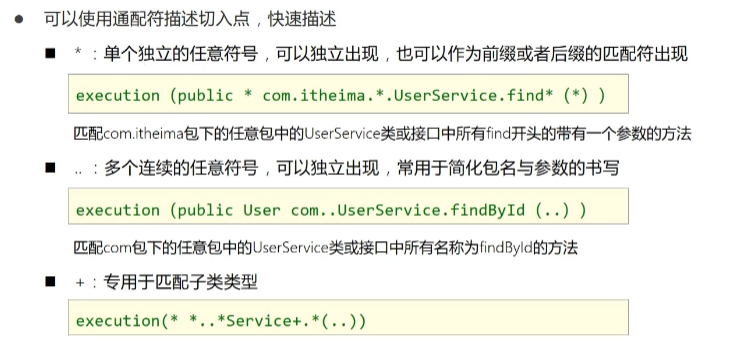 ● 可以使用通配符描述切入点，快速描述
■ *：单个独立的任意符号，可以独立出现，也可以作为前缀或者后缀的匹配符出现
execution (public * com.itheima.*.UserService.find* (*) )
匹配com.itheima包下的任意包中的UserService类或接口中所有find开头的带有一个参数的方法
■ ..：多个连续的任意符号，可以独立出现，常用于简化包名与参数的书写
execution (public User com..UserService.findById (..) )
匹配com包下的任意包中的UserService类或接口中所有名称为findById的方法
■ +：专用于匹配子类类型
execution(* *..*Service+.*(..))